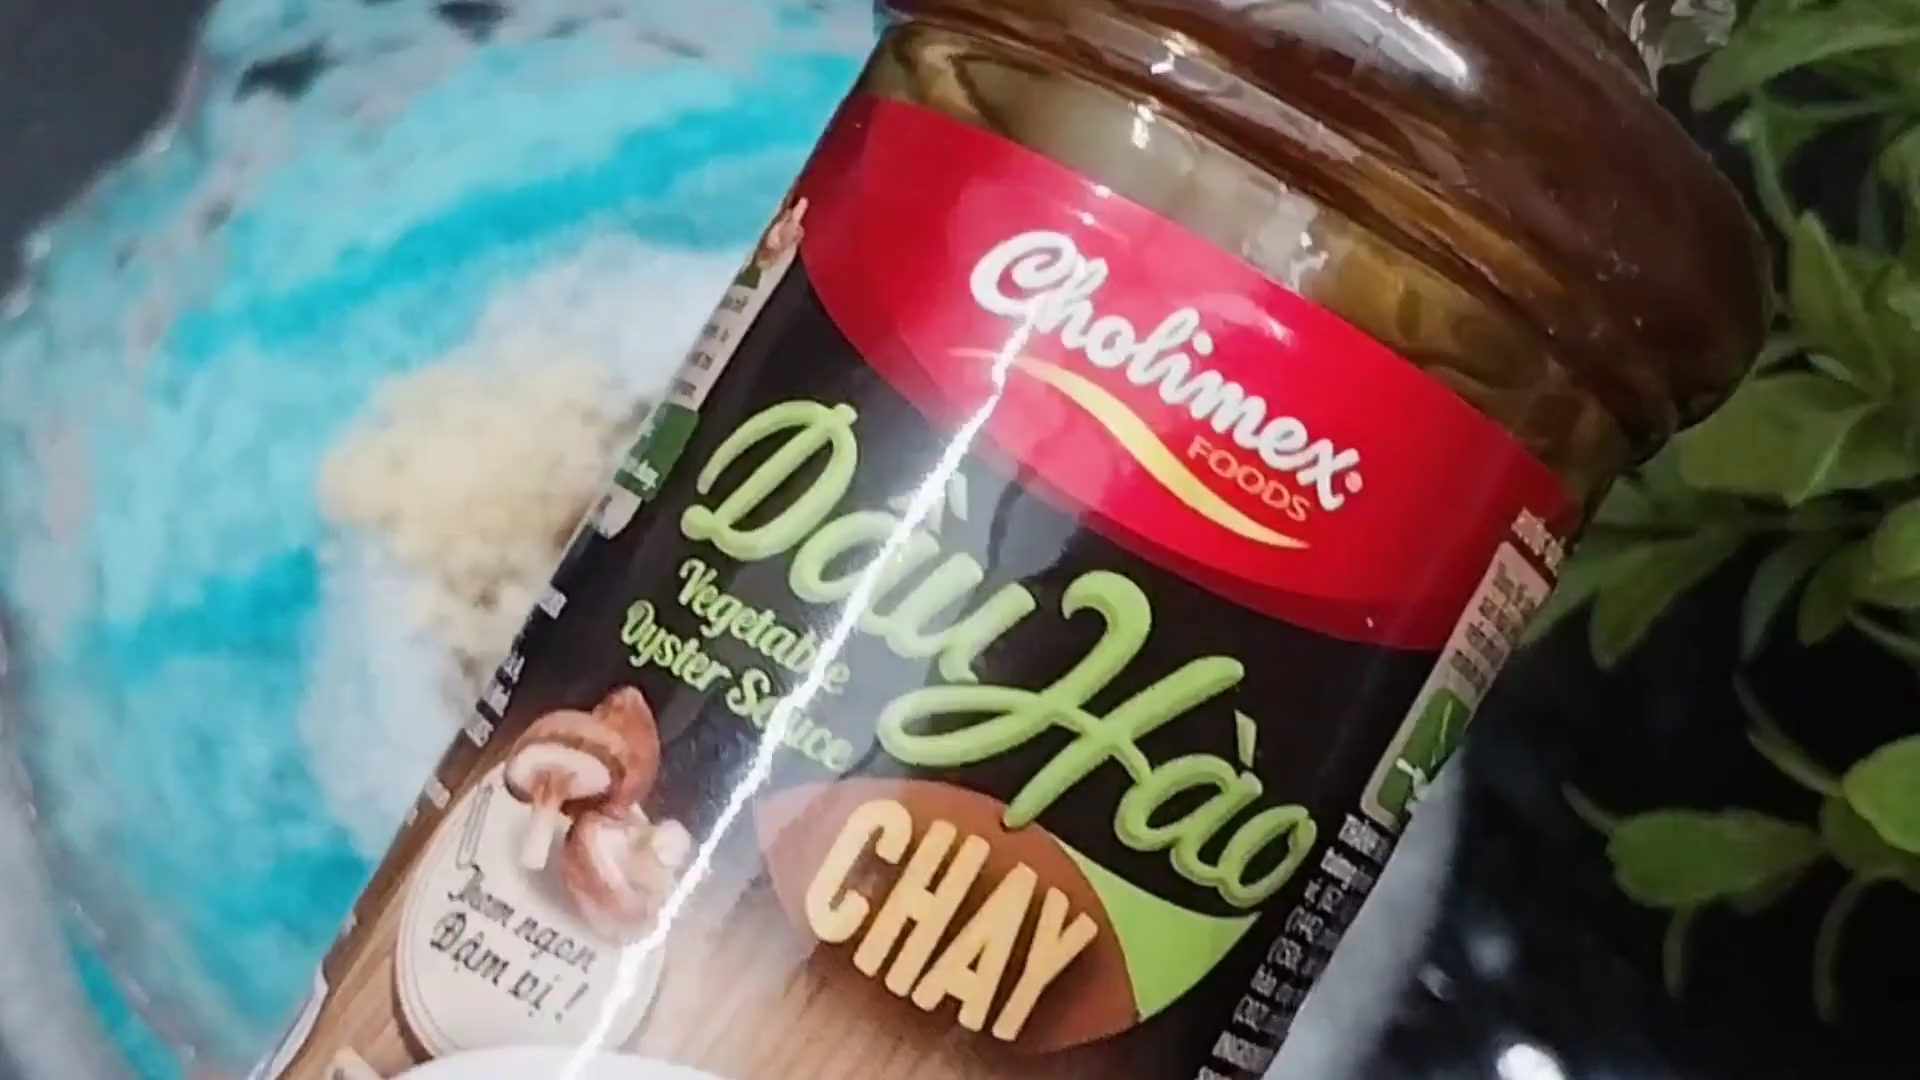 Cholimex
FOODS
Dầu Hào
Vegetable
Oyster Sauce
CHAY
Thơm ngon
Đậm vị !